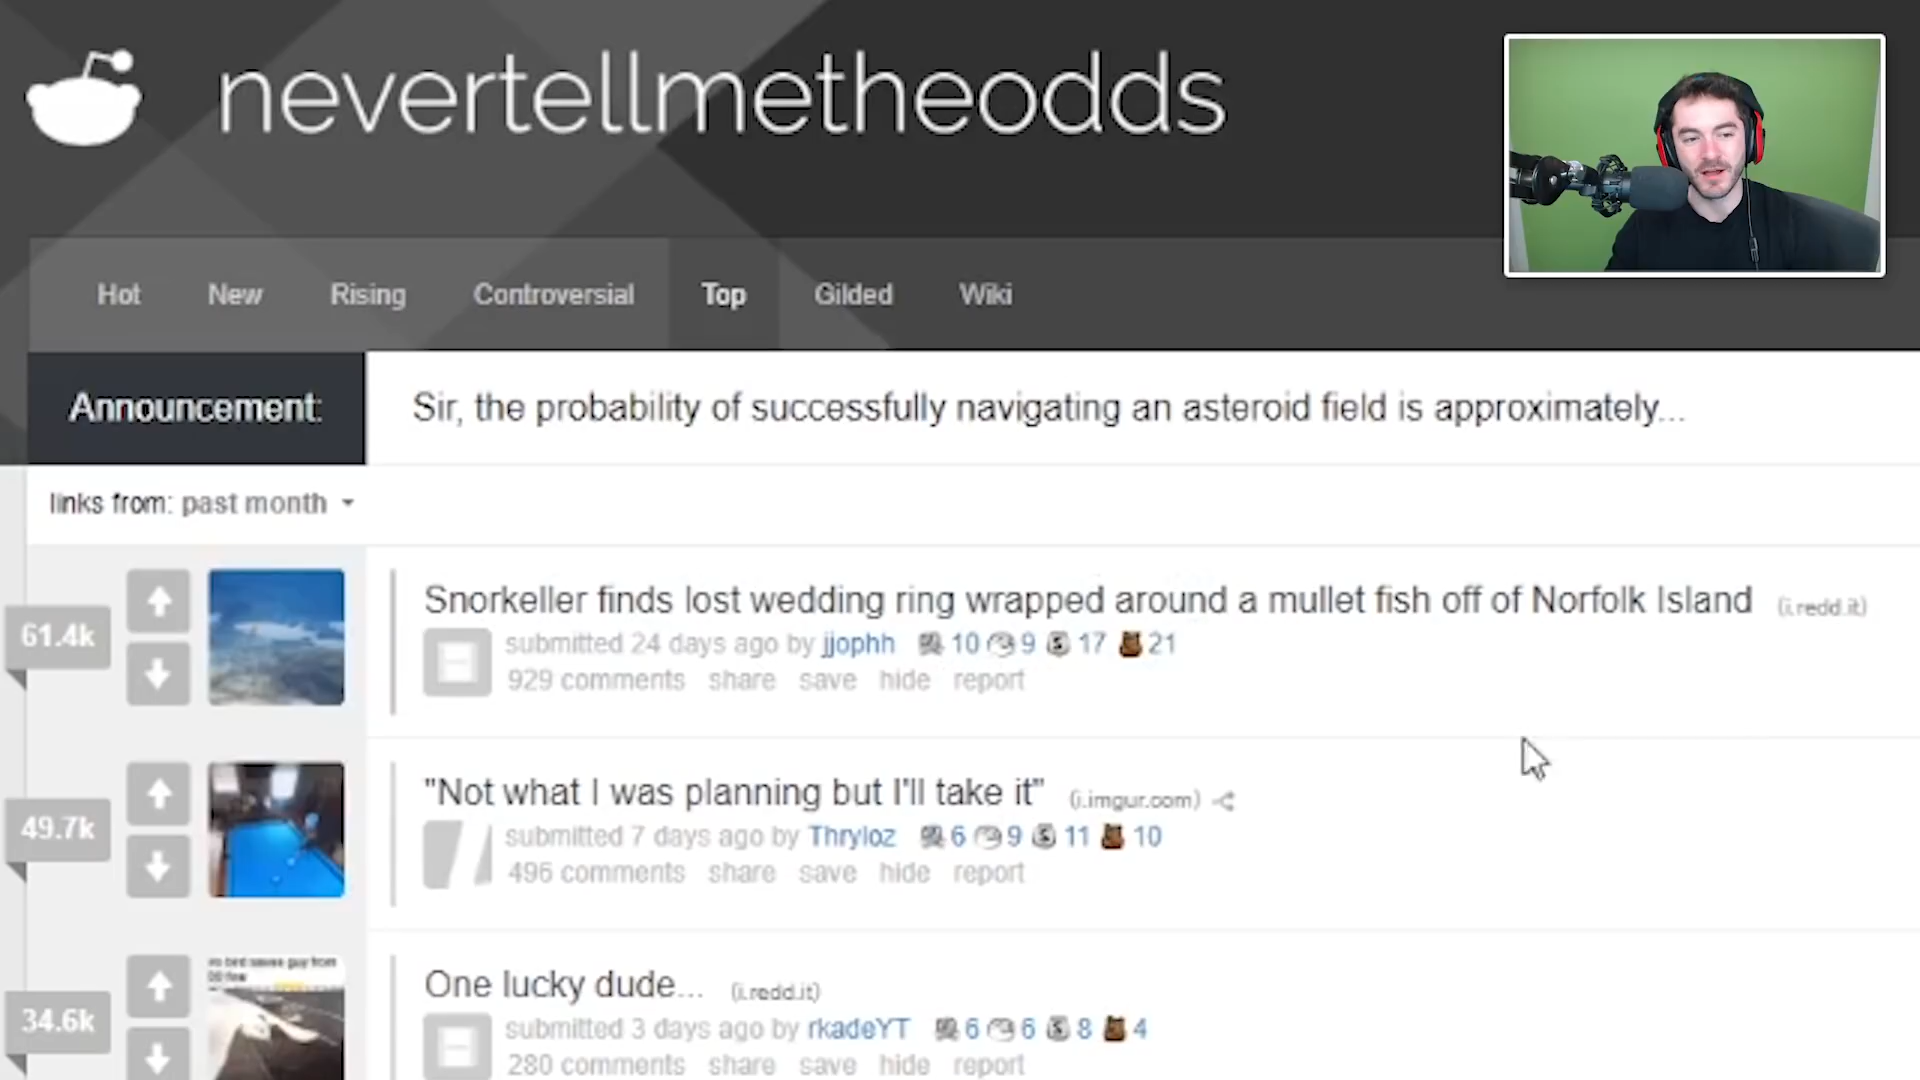 nevertellmetheodds
Hot New Rising Controversial Top Gilded Wiki
Announcement: Sir, the probability of successfully navigating an asteroid field is approximately...
links from: past month
61.4k
Snorkeller finds lost wedding ring wrapped around a mullet fish off of Norfolk Island (i.redd.it)
submitted 24 days ago by jjophh 10 9 17 21
929 comments share save hide report
49.7k
"Not what I was planning but I'll take it" (i.imgur.com)
submitted 7 days ago by Thryloz 6 9 11 10
496 comments share save hide report
guy from
34.6k
One lucky dude... (i.redd.it)
submitted 3 days ago by rkadeYT 6 6 8 4
280 comments share save hide report